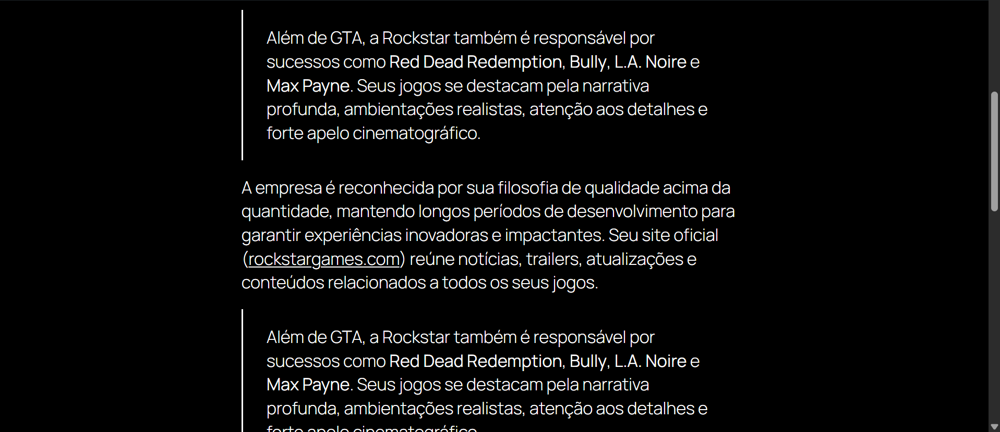 Além de GTA, a Rockstar também é responsável por
sucessos como Red Dead Redemption, Bully, L.A. Noire e
Max Payne. Seus jogos se destacam pela narrativa
profunda, ambientações realistas, atenção aos detalhes e
forte apelo cinematográfico.
A empresa é reconhecida por sua filosofia de qualidade acima da
quantidade, mantendo longos períodos de desenvolvimento para
garantir experiências inovadoras e impactantes. Seu site oficial
(rockstargames.com) reúne notícias, trailers, atualizações e
conteúdos relacionados a todos os seus jogos.
Além de GTA, a Rockstar também é responsável por
sucessos como Red Dead Redemption, Bully, L.A. Noire e
Max Payne. Seus jogos se destacam pela narrativa
profunda, ambientações realistas, atenção aos detalhes e
forte apelo cinematográfico.